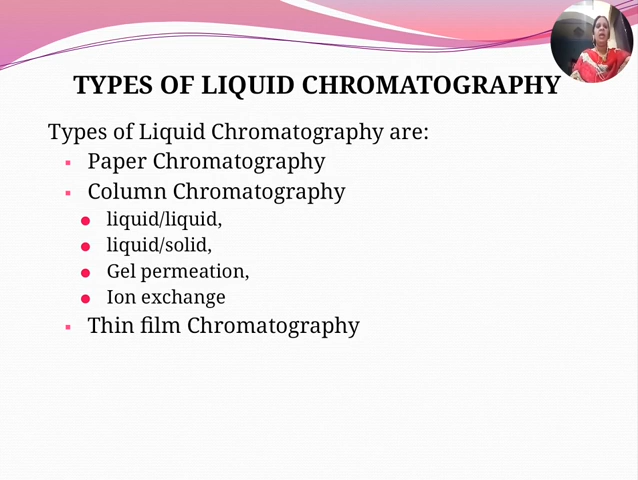 TYPES OF LIQUID CHROMATOGRAPHY
Types of Liquid Chromatography are:
Paper Chromatography
Column Chromatography
liquid/liquid,
liquid/solid,
Gel permeation,
Ion exchange
Thin film Chromatography